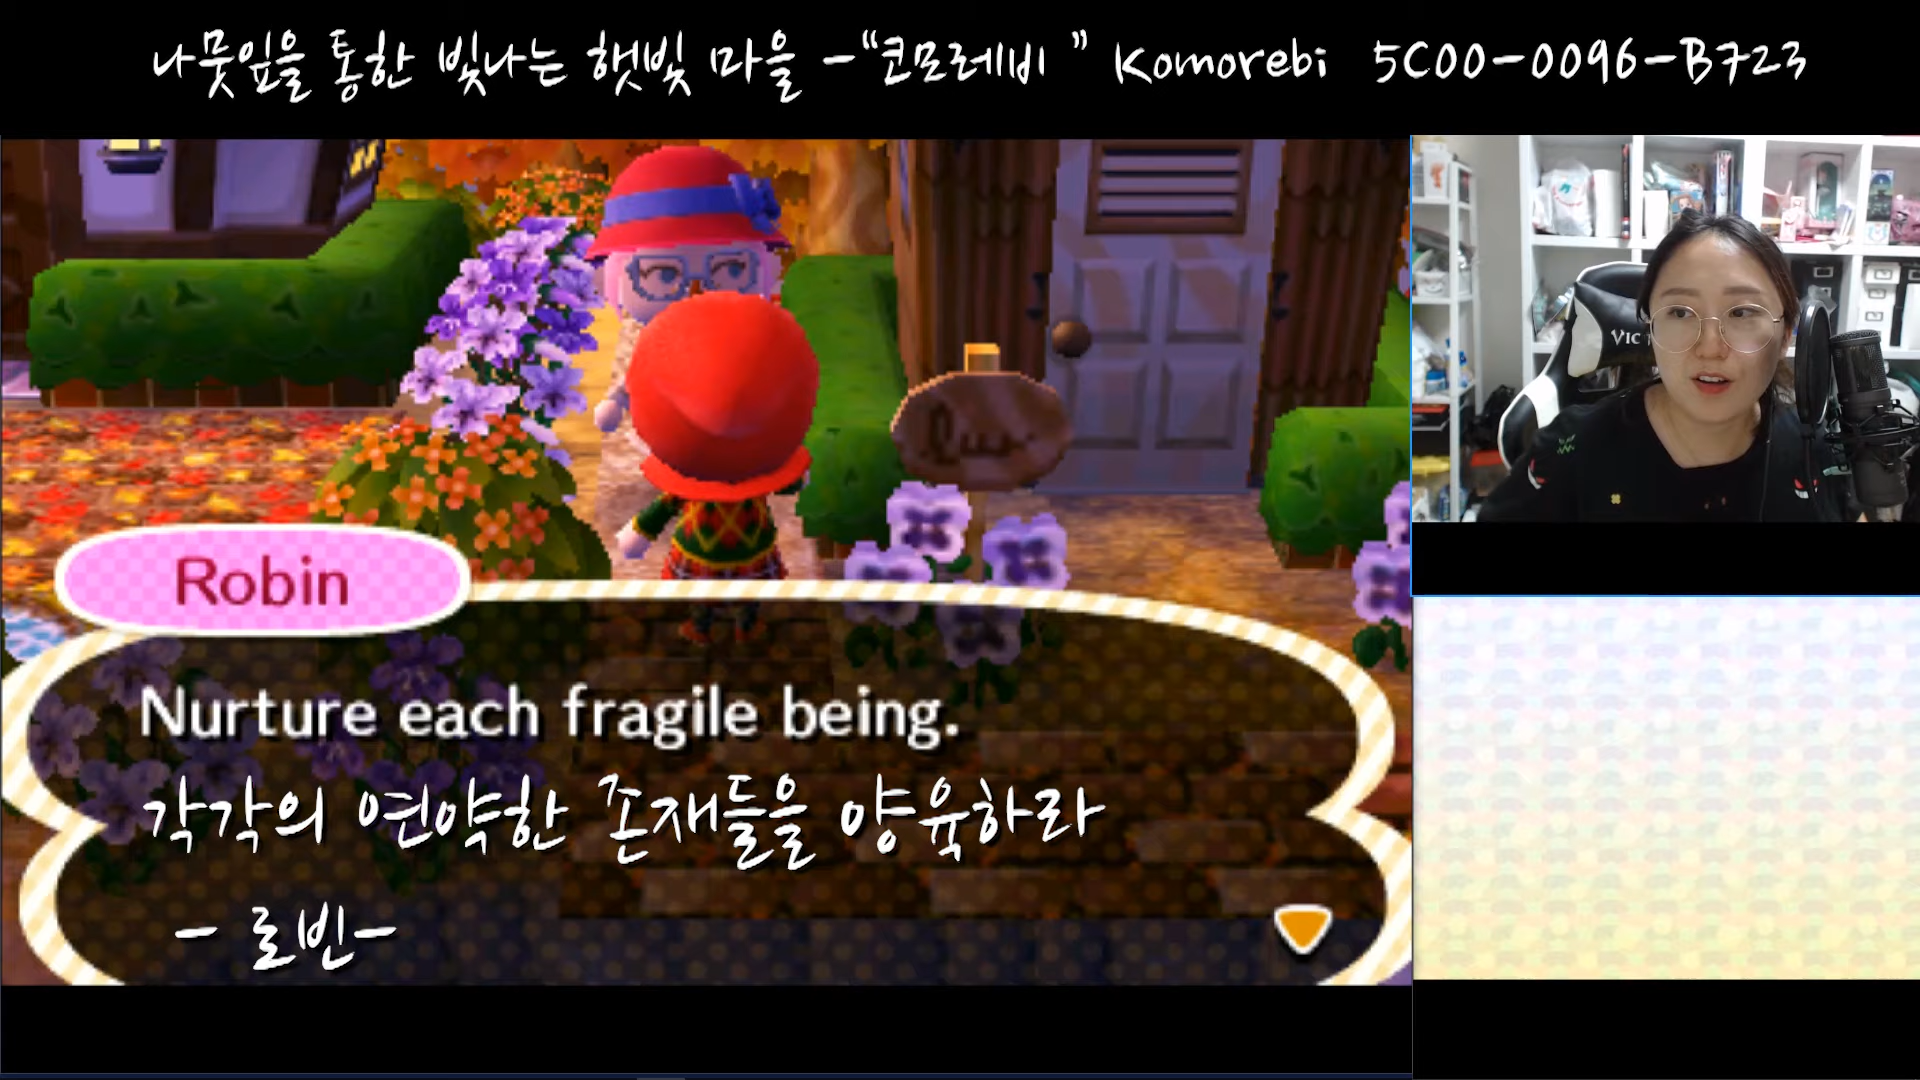 나뭇잎을 통한 빛나는 햇빛 마을 -"코모레비" Komorebi 5C00-0096-B723
VIC
lux
Robin
Nurture each fragile being.
각각의 연약한 존재들을 양육하라
- 로빈-